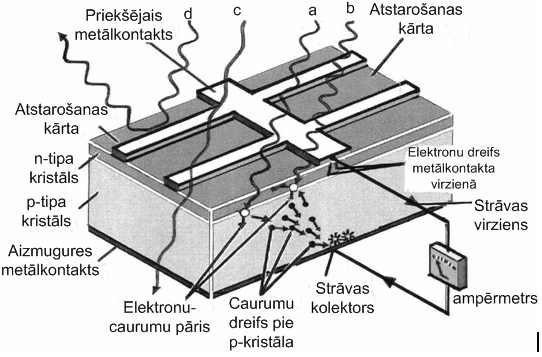 Priekšējais
metālkontakts
d
c
a
b
Atstarošanas
kārta
Atstarošanas
kārta
n-tipa
kristāls
p-tipa
kristāls
Aizmugures
metālkontakts
Elektronu-
caurumu pāris
Caurumu
dreifs pie
p-kristāla
Strāvas
kolektors
Elektronu dreifs
metālkontakta
virzienā
Strāvas
virziens
ampērmetrs